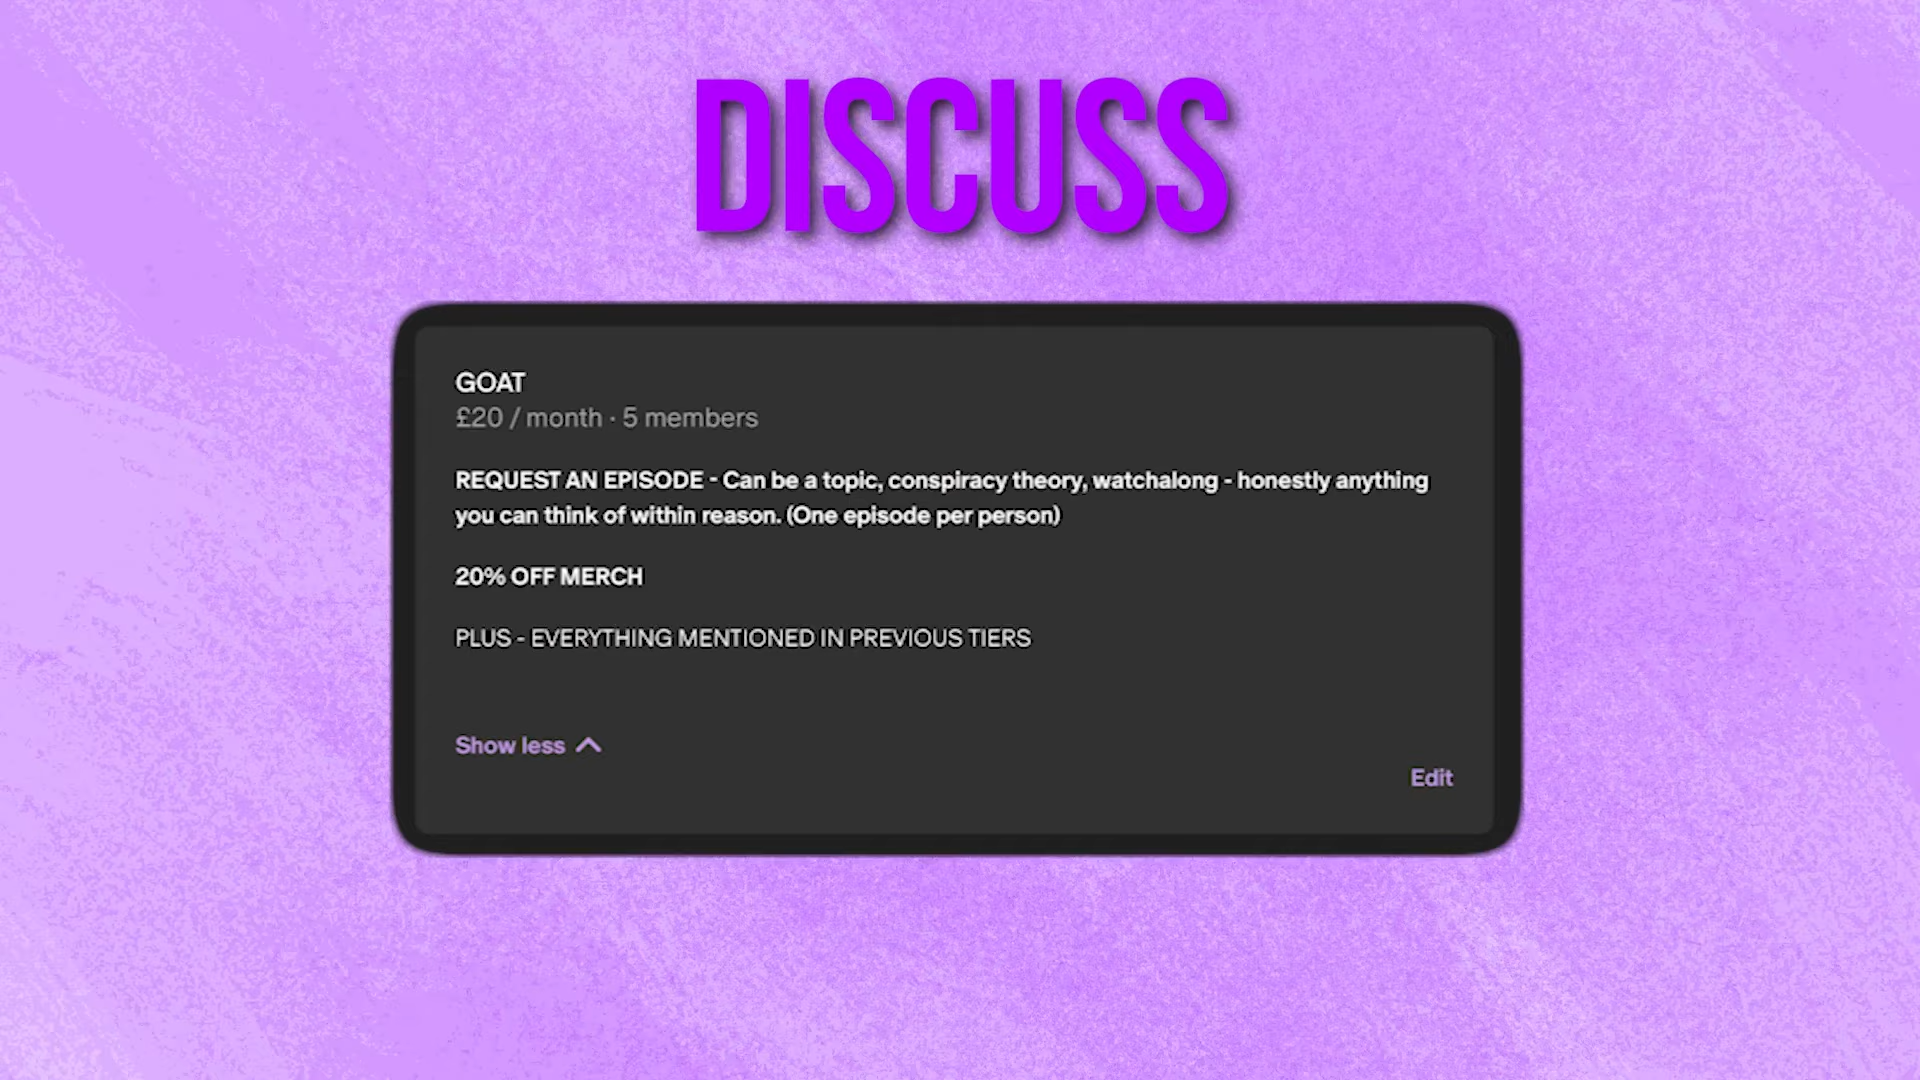 DISCUSS
GOAT
£20 / month · 5 members
REQUEST AN EPISODE - Can be a topic, conspiracy theory, watchalong - honestly anything
you can think of within reason. (One episode per person)
20% OFF MERCH
PLUS - EVERYTHING MENTIONED IN PREVIOUS TIERS
Show less
Edit